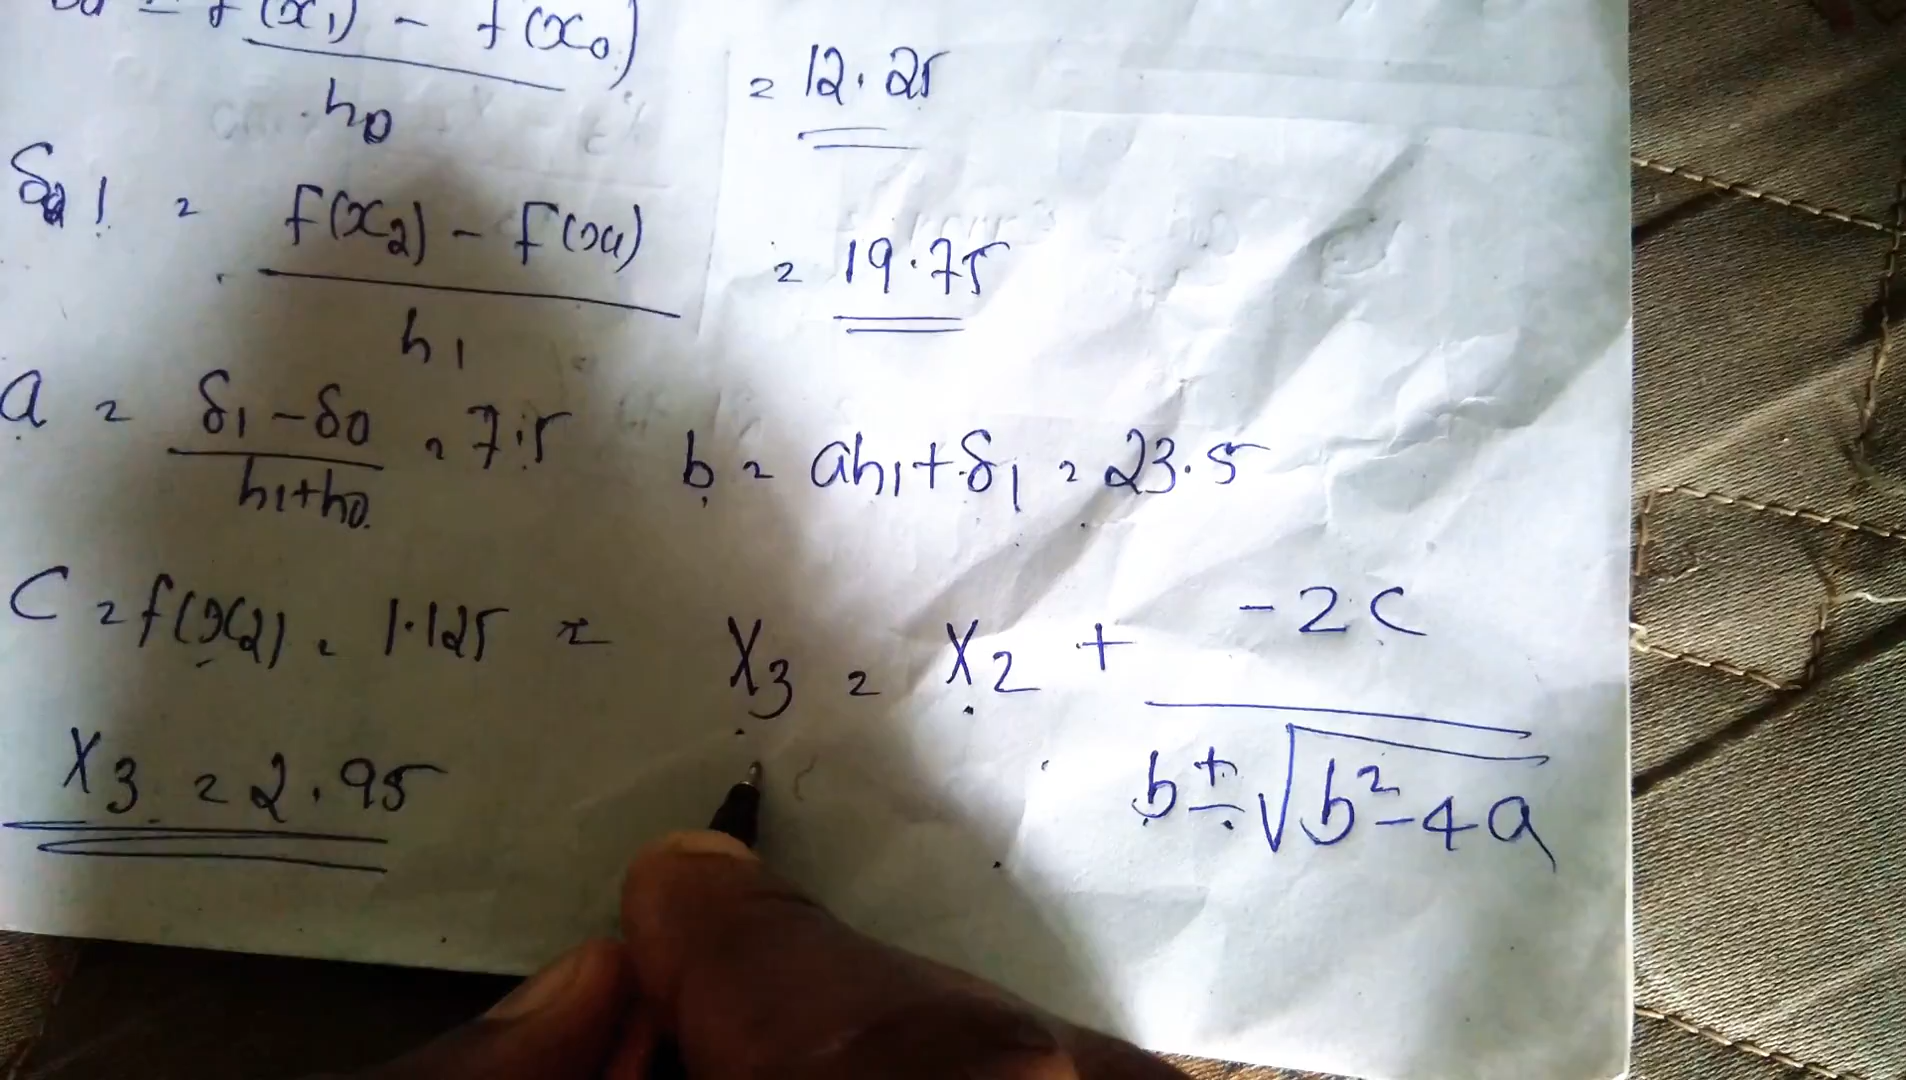 = f(x1) - f(x0) / h0 = 12.25
δ1 = f(x2) - f(x1) / h1 = 19.75
a = δ1 - δ0 / h1+h0 = 7.5 b = ah1+δ1 = 23.5
C = f(x2) = 1.125 = X3 = X2 + -2C / b ± √b²-4a
X3 = 2.95